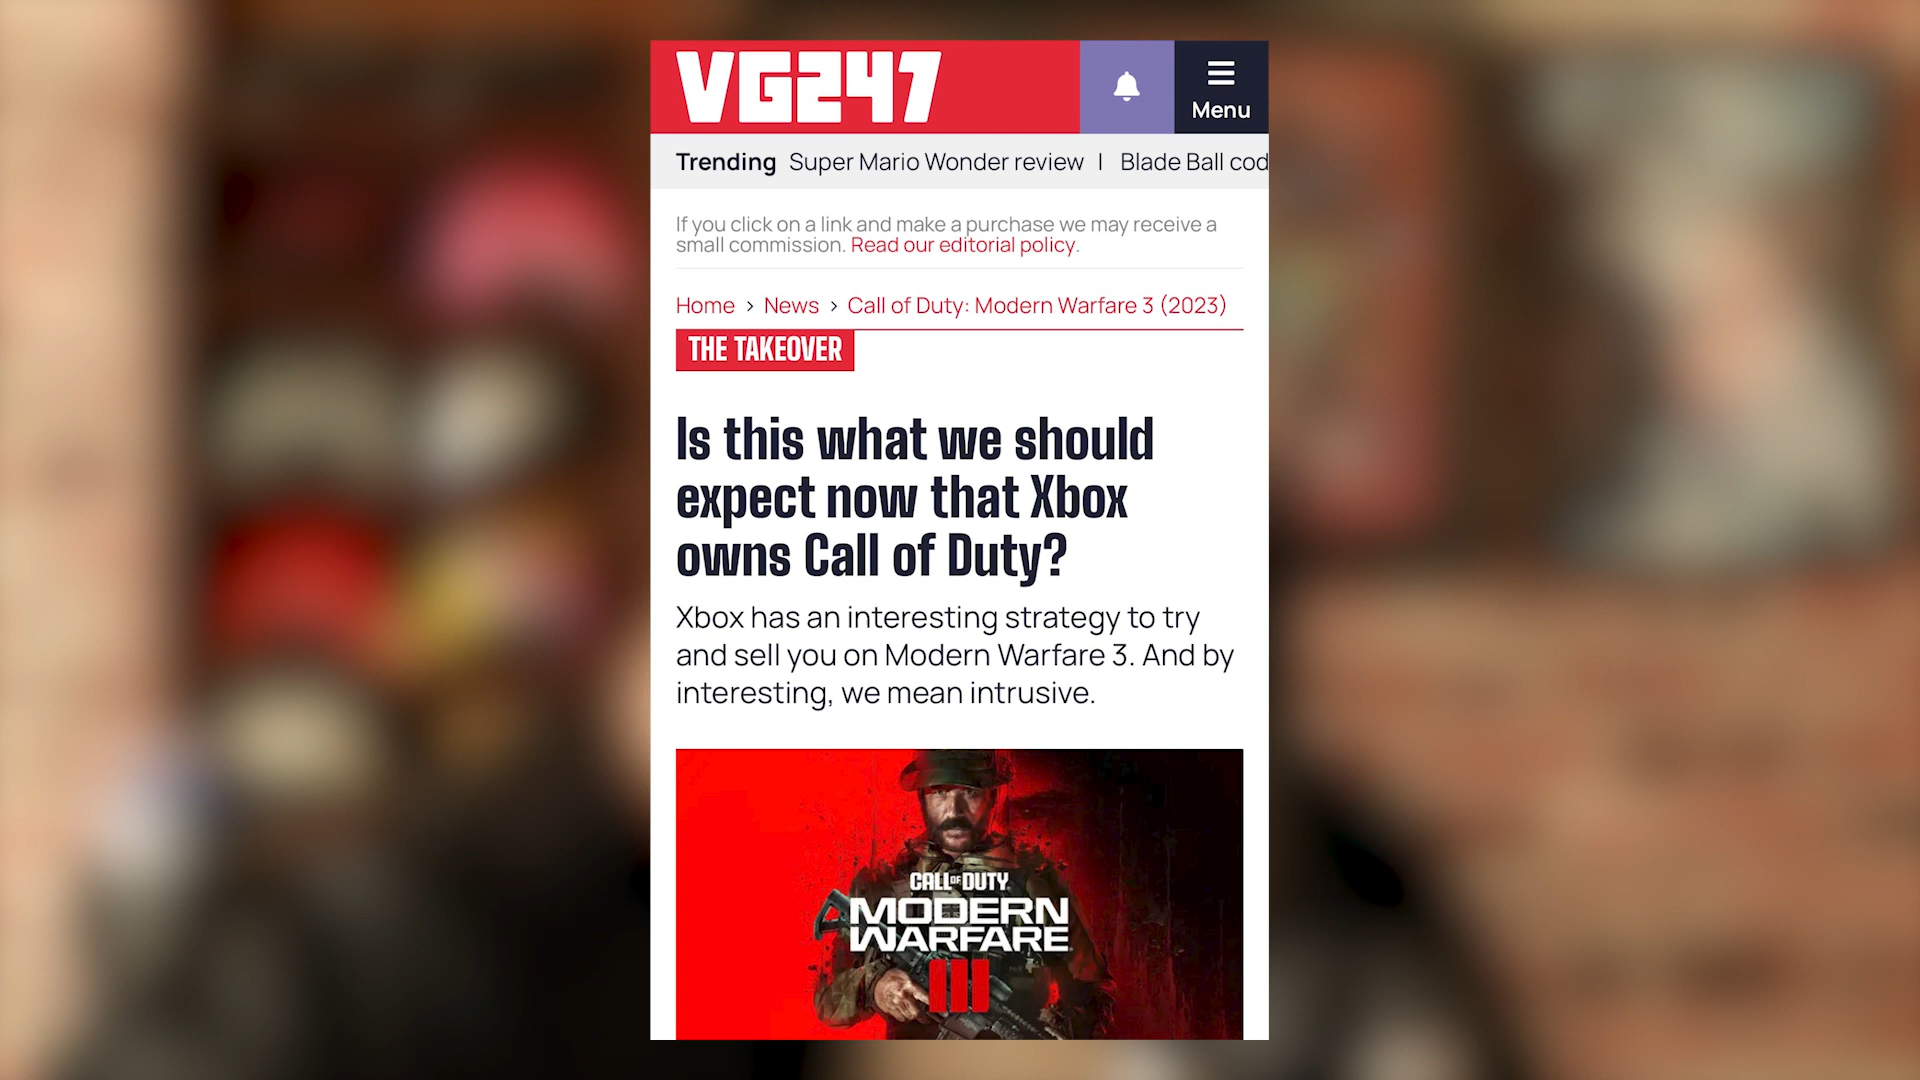 VG247
Menu
Trending Super Mario Wonder review | Blade Ball cod
If you click on a link and make a purchase we may receive a
small commission. Read our editorial policy.
Home > News > Call of Duty: Modern Warfare 3 (2023)
THE TAKEOVER
Is this what we should
expect now that Xbox
owns Call of Duty?
Xbox has an interesting strategy to try
and sell you on Modern Warfare 3. And by
interesting, we mean intrusive.
CALL OF DUTY
MODERN
WARFARE
III